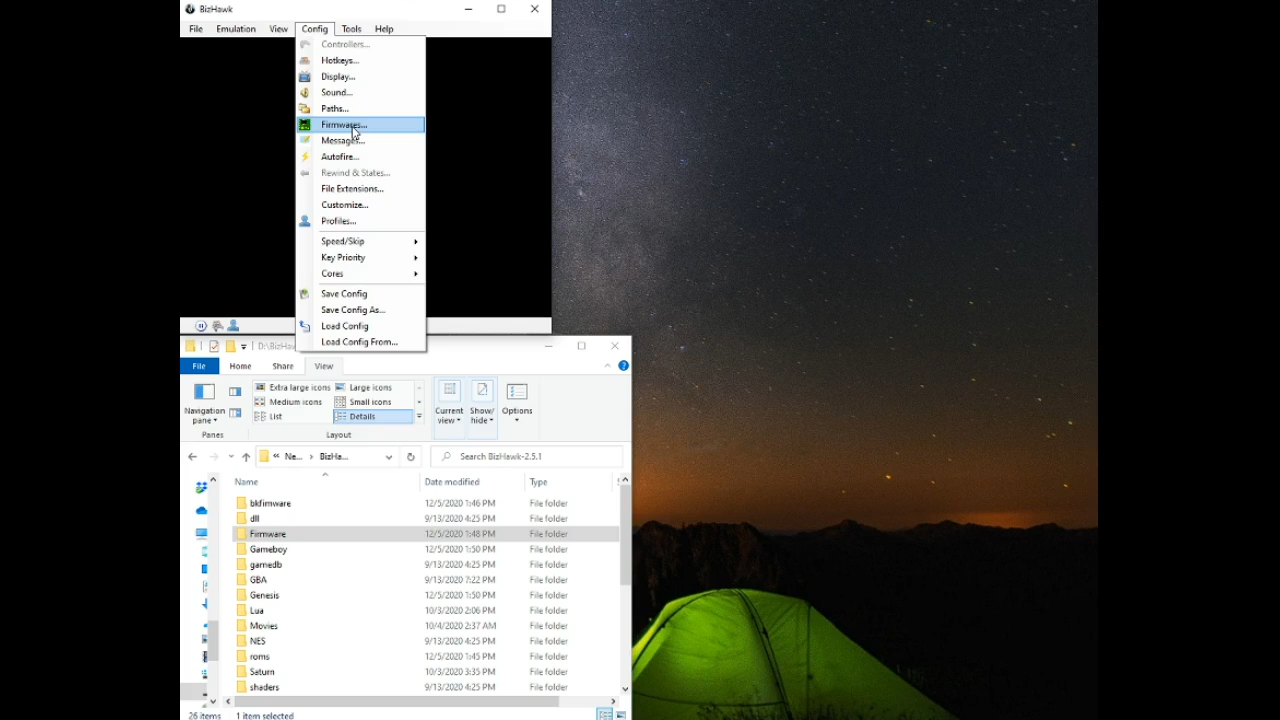 BizHawk
File Emulation View Config Tools Help
Controllers...
Hotkeys...
Display...
Sound...
Paths...
Firmwares...
Messages...
Autofire...
Rewind & States...
File Extensions...
Customize...
Profiles...
Speed/Skip
Key Priority
Cores
Save Config
Save Config As...
Load Config
Load Config From...
D:\BizHaw
File Home Share View
Extra large icons Large icons
Medium icons Small icons
List Details
Navigation pane
Current view
Show/hide
Options
Panes Layout
« Ne... › BizHa...
Search BizHawk-2.5.1
Name Date modified Type
bkfimware 12/5/2020 1:46 PM File folder
dll 9/13/2020 4:25 PM File folder
Firmware 12/5/2020 1:48 PM File folder
Gameboy 12/5/2020 1:50 PM File folder
gamedb 9/13/2020 4:25 PM File folder
GBA 9/13/2020 7:22 PM File folder
Genesis 12/5/2020 1:50 PM File folder
Lua 10/3/2020 2:06 PM File folder
Movies 10/4/2020 2:37 AM File folder
NES 9/13/2020 4:25 PM File folder
roms 12/5/2020 1:45 PM File folder
Saturn 10/3/2020 3:35 PM File folder
shaders 9/13/2020 4:25 PM File folder
26 items 1 item selected